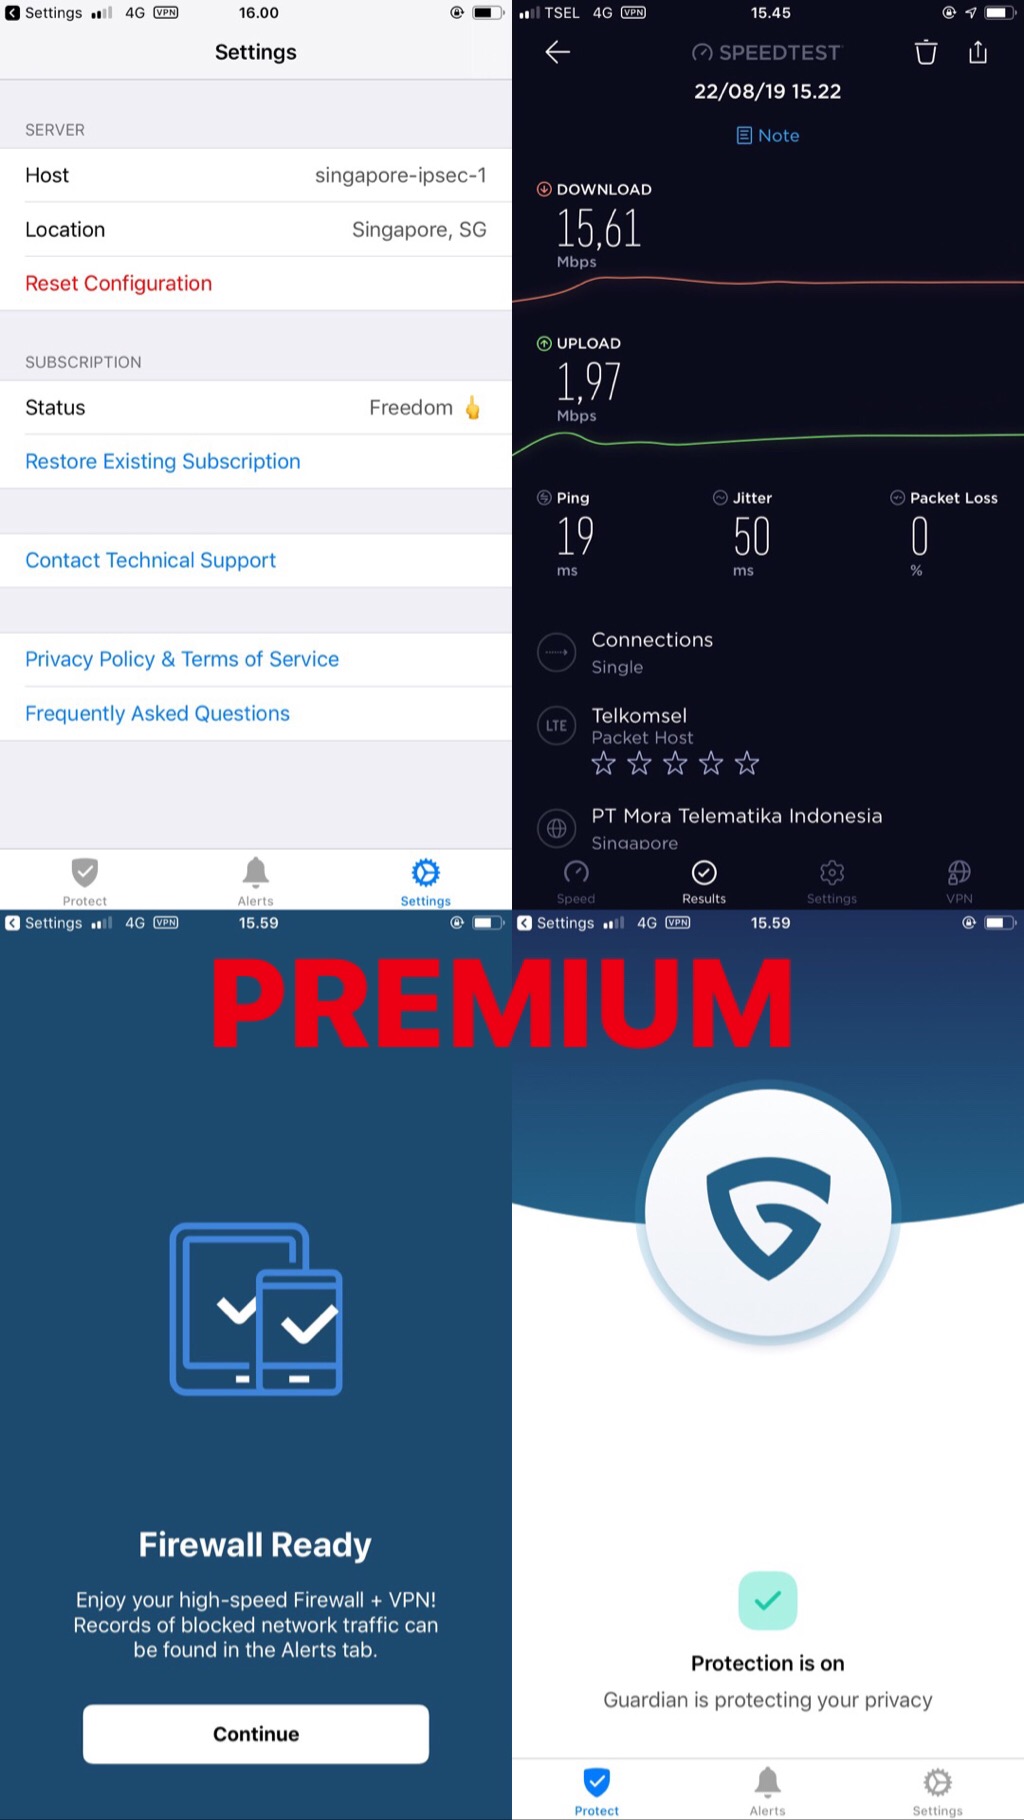 Settings 4G VPN 16.00
Settings
SERVER
Host singapore-ipsec-1
Location Singapore, SG
Reset Configuration
SUBSCRIPTION
Status Freedom 🖕
Restore Existing Subscription
Contact Technical Support
Privacy Policy & Terms of Service
Frequently Asked Questions
Protect Alerts Settings
TSEL 4G VPN 15.45
SPEEDTEST
22/08/19 15.22
Note
DOWNLOAD
15,61
Mbps
UPLOAD
1,97
Mbps
Ping Jitter Packet Loss
19 50 0
ms ms %
Connections
Single
LTE Telkomsel
Packet Host
PT Mora Telematika Indonesia
Singapore
Speed Results Settings VPN
Settings 4G VPN 15.59
Settings 4G VPN 15.59
PREMIUM
Firewall Ready
Enjoy your high-speed Firewall + VPN!
Records of blocked network traffic can
be found in the Alerts tab.
Continue
Protection is on
Guardian is protecting your privacy
Protect Alerts Settings